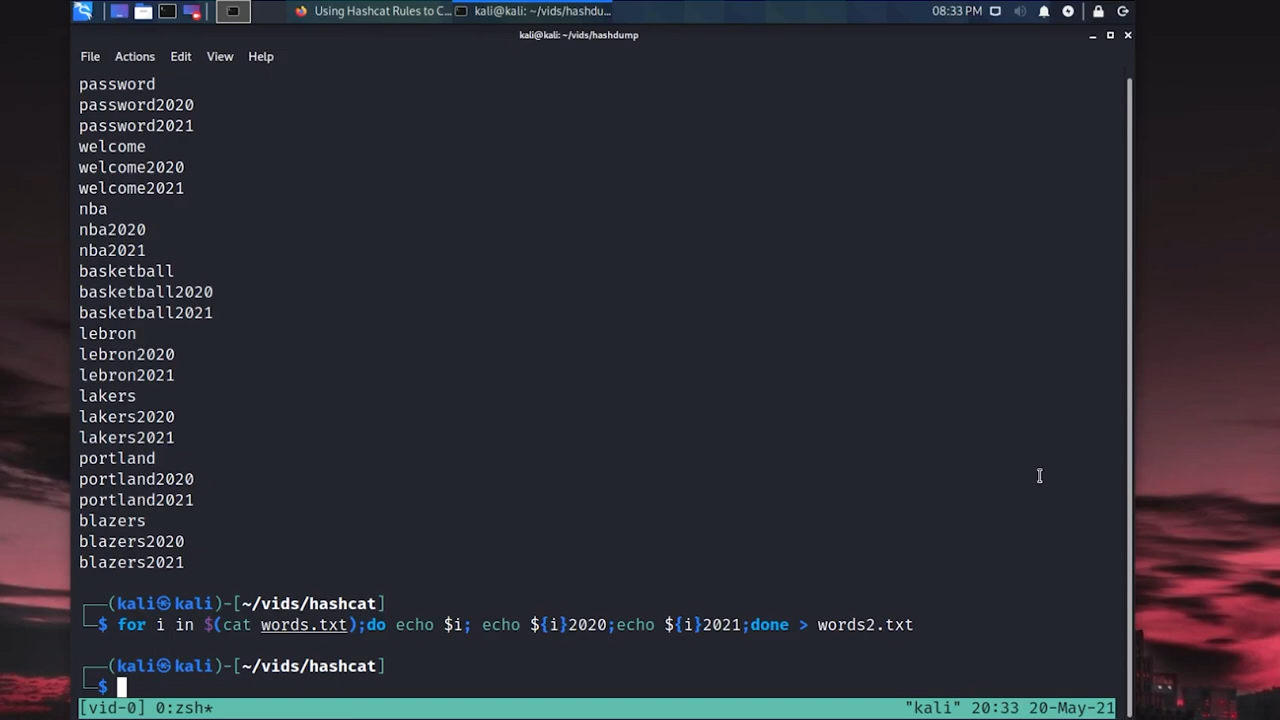 Using Hashcat Rules to C...
kali@kali: ~/vids/hashdu...
08:33 PM
kali@kali: ~/vids/hashdump
File Actions Edit View Help
password
password2020
password2021
welcome
welcome2020
welcome2021
nba
nba2020
nba2021
basketball
basketball2020
basketball2021
lebron
lebron2020
lebron2021
lakers
lakers2020
lakers2021
portland
portland2020
portland2021
blazers
blazers2020
blazers2021
┌──(kali㉿kali)-[~/vids/hashcat]
└─$ for i in $(cat words.txt);do echo $i; echo ${i}2020;echo ${i}2021;done > words2.txt
┌──(kali㉿kali)-[~/vids/hashcat]
└─$
[vid-0] 0:zsh* "kali" 20:33 20-May-21